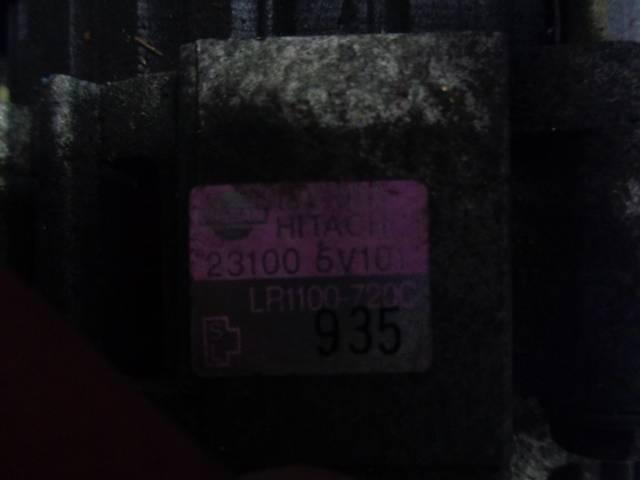 HITACHI
23100 5V101
LR1100-720C
935
S
L